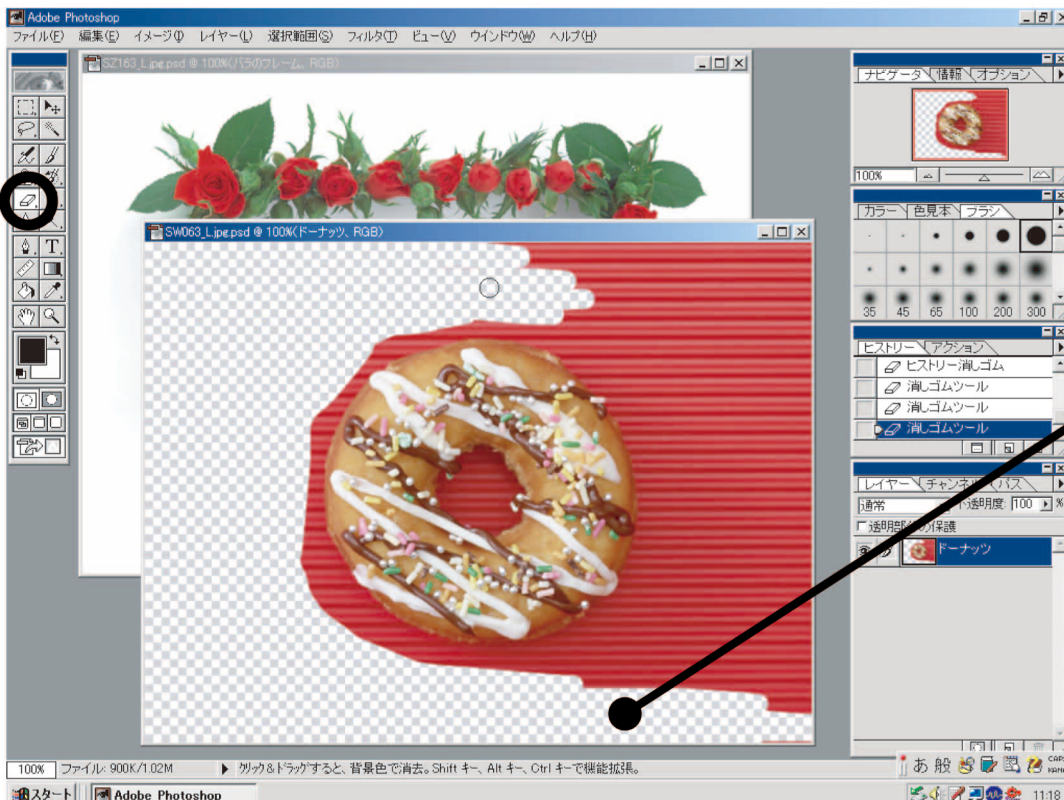 Adobe Photoshop
ファイル(F) 編集(E) イメージ(I) レイヤー(L) 選択範囲(S) フィルタ(T) ビュー(V) ウインドウ(W) ヘルプ(H)
SZ163_L.jpe.psd @ 100%(バラのフレーム, RGB)
ナビゲータ 情報 オプション
100%
カラー 色見本 ブラシ
SW063_L.jpe.psd @ 100%(ドーナッツ, RGB)
35 45 65 100 200 300
ヒストリー アクション
ヒストリー消しゴム
消しゴムツール
消しゴムツール
消しゴムツール
レイヤー チャンネル パス
通常 不透明度: 100 %
透明部分の保護
ドーナッツ
T
100% ファイル: 900K/1.02M クリック&ドラッグすると、背景色で消去。Shift キー、Alt キー、Ctrl キーで機能拡張。
あ 般 CAPS
スタート Adobe Photoshop 11:18